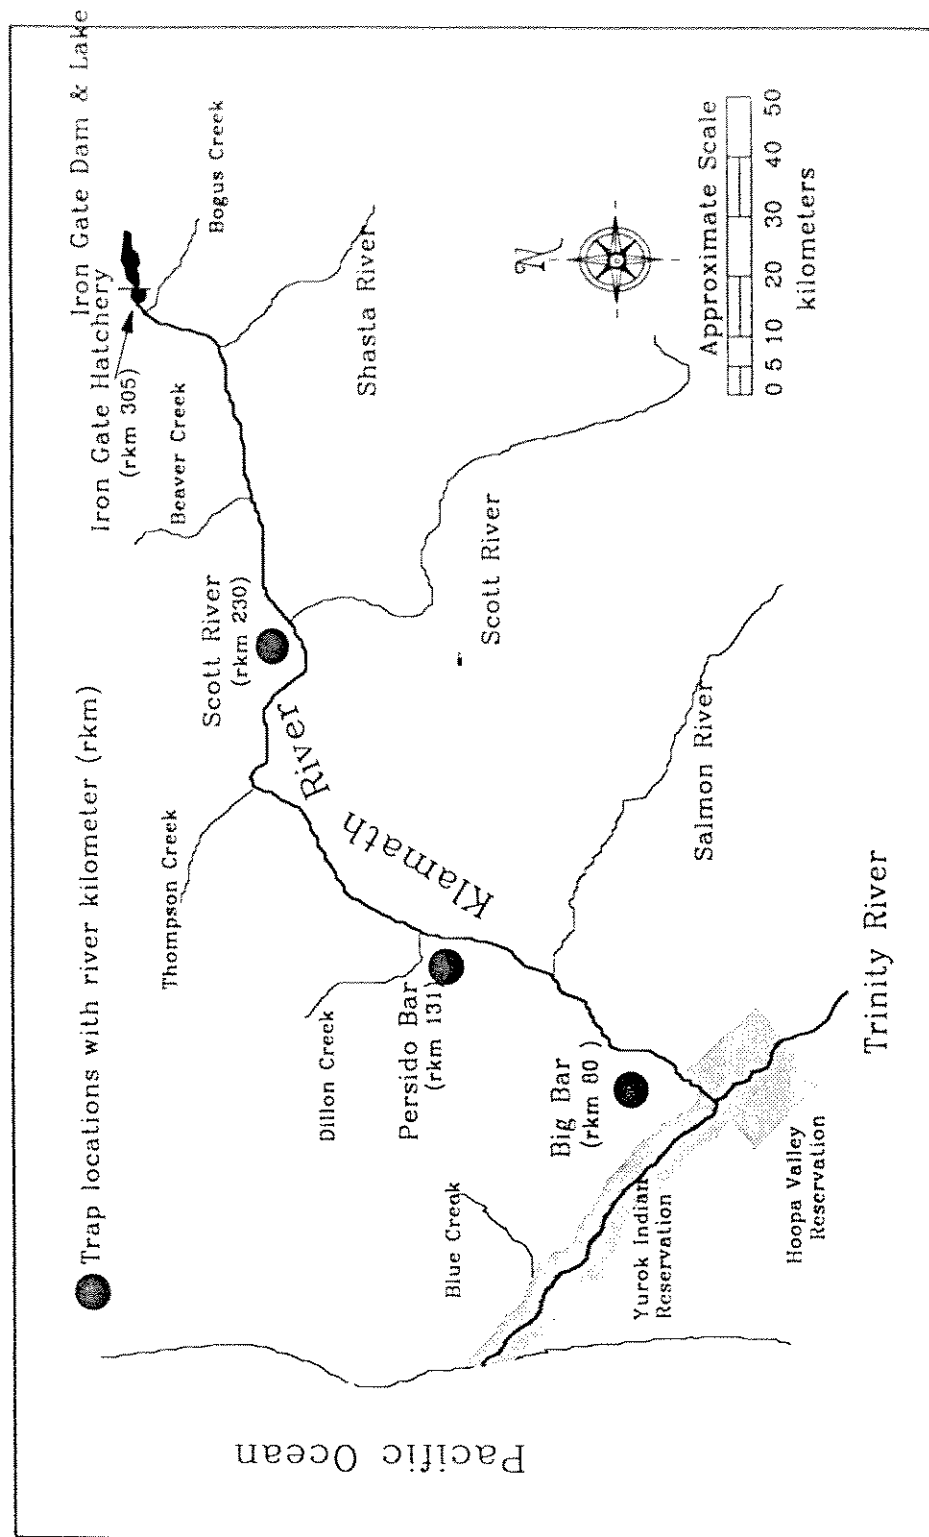 Trap locations with river kilometer (rkm)
Iron Gate Dam & Lake
Iron Gate Hatchery
(rkm 305)
Bogus Creek
Beaver Creek
Shasta River
Scott River
(rkm 230)
Scott River
Thompson Creek
Klamath River
Dillon Creek
Persido Bar
(rkm 131)
Salmon River
Big Bar
(rkm 80 )
Blue Creek
Yurok Indian
Reservation
Hoopa Valley
Reservation
Trinity River
Pacific Ocean
N
Approximate Scale
0 5 10 20 30 40 50
kilometers